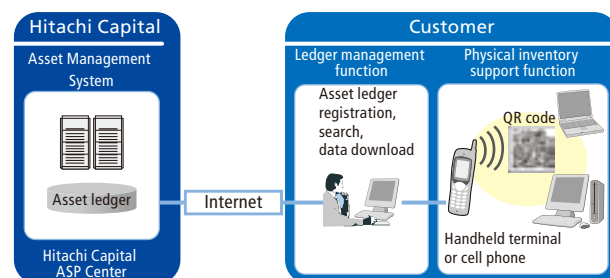 Hitachi Capital
Asset Management
System
Asset ledger
Hitachi Capital
ASP Center
Internet
Customer
Ledger management
function
Asset ledger
registration,
search,
data download
Physical inventory
support function
QR code
Handheld terminal
or cell phone